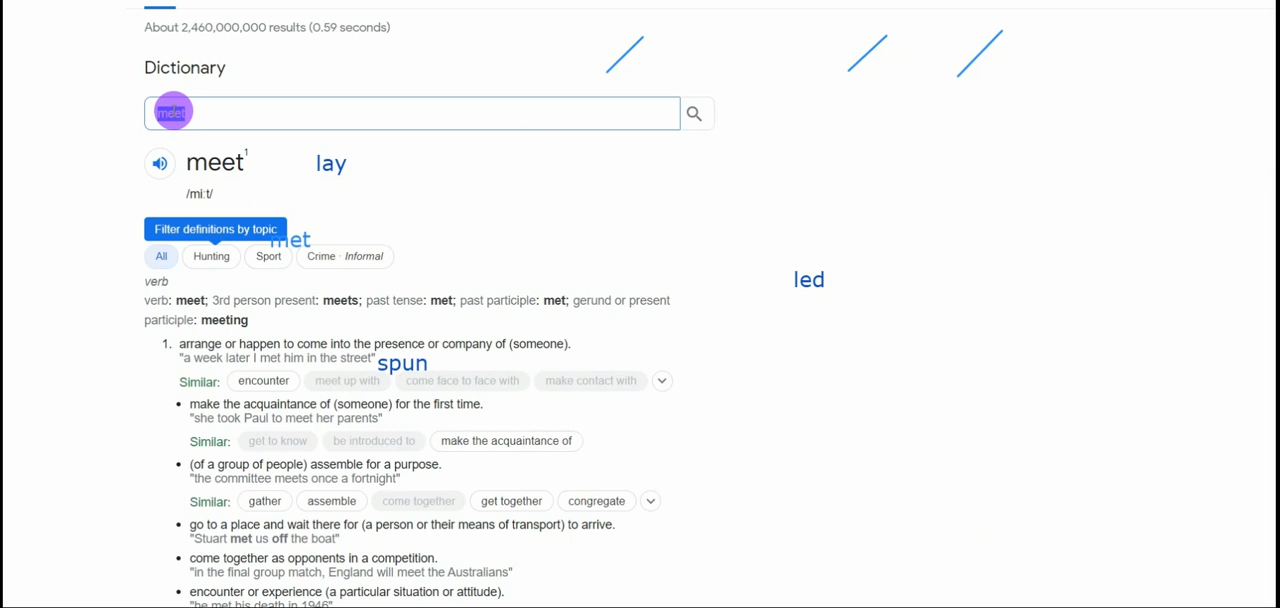 About 2,460,000,000 results (0.59 seconds)
Dictionary
meet
meet1 lay
/miːt/
Filter definitions by topic
met
All Hunting Sport Crime · Informal
led
verb
verb: meet; 3rd person present: meets; past tense: met; past participle: met; gerund or present
participle: meeting
1. arrange or happen to come into the presence or company of (someone).
"a week later I met him in the street"
spun
Similar: encounter meet up with come face to face with make contact with
• make the acquaintance of (someone) for the first time.
"she took Paul to meet her parents"
Similar: get to know be introduced to make the acquaintance of
• (of a group of people) assemble for a purpose.
"the committee meets once a fortnight"
Similar: gather assemble come together get together congregate
• go to a place and wait there for (a person or their means of transport) to arrive.
"Stuart met us off the boat"
• come together as opponents in a competition.
"in the final group match, England will meet the Australians"
• encounter or experience (a particular situation or attitude).
"he met his death in 1946"